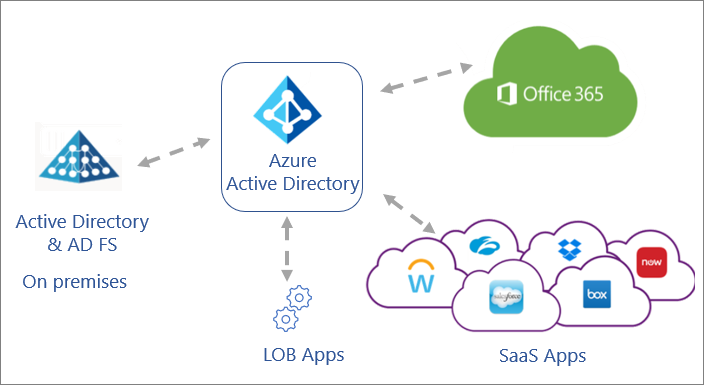 Office 365
Azure
Active Directory
Active Directory
& AD FS
On premises
W
salesforce
box
now
LOB Apps
SaaS Apps